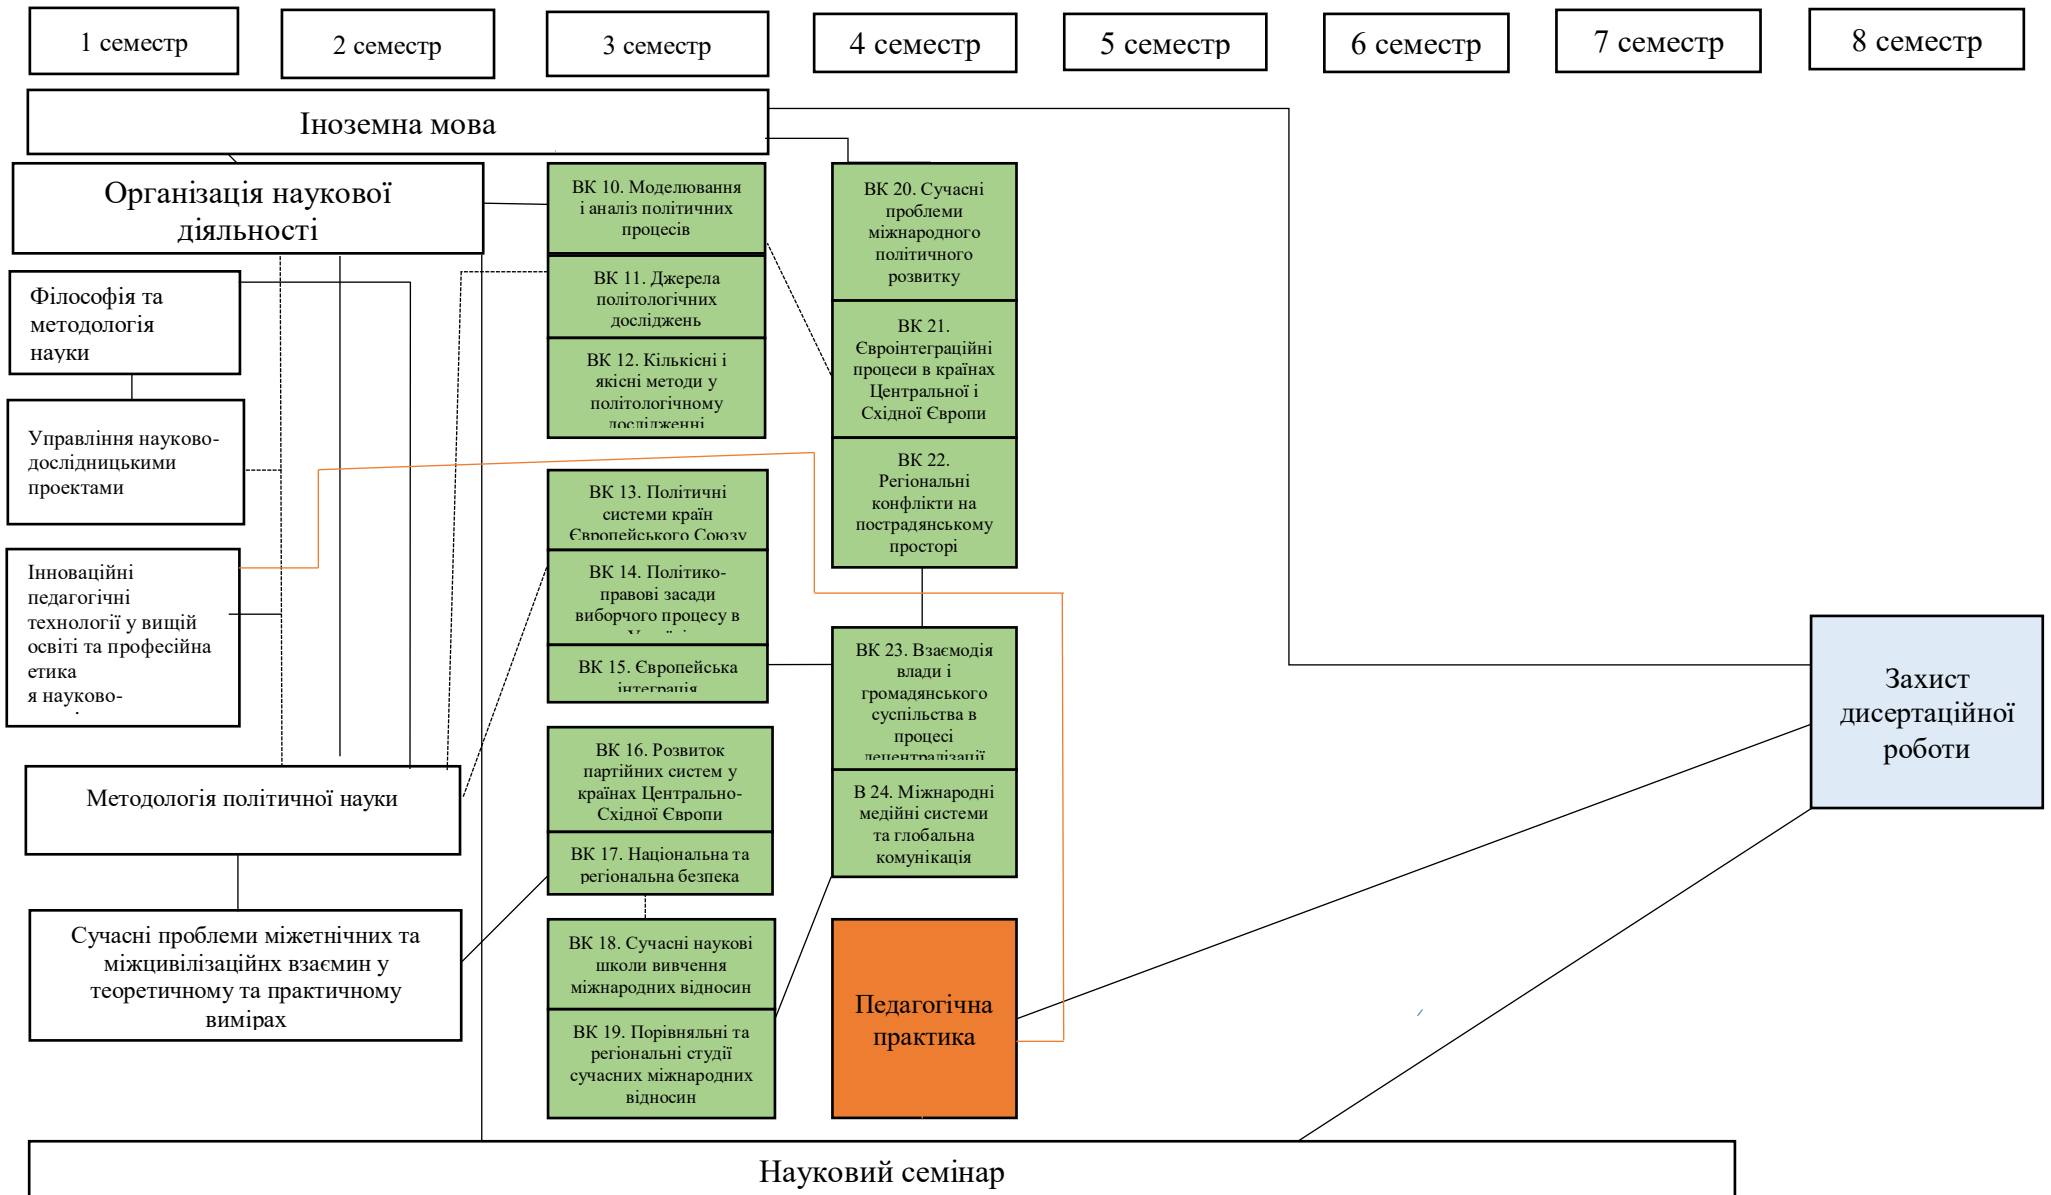 1 семестр
2 семестр
3 семестр
4 семестр
5 семестр
6 семестр
7 семестр
8 семестр
Іноземна мова
Організація наукової
діяльності
Філософія та
методологія
науки
Управління науково-
дослідницькими
проектами
Інноваційні
педагогічні
технології у вищій
освіті та професійна
етика
я науково-
Методологія політичної науки
Сучасні проблеми міжетнічних та
міжцивілізаційнх взаємин у
теоретичному та практичному
вимірах
ВК 10. Моделювання
і аналіз політичних
процесів
ВК 11. Джерела
політологічних
досліджень
ВК 12. Кількісні і
якісні методи у
політологічному
дослідженні
ВК 13. Політичні
системи країн
Європейського Союзу
ВК 14. Політико-
правові засади
виборчого процесу в
ВК 15. Європейська
інтеграція
ВК 16. Розвиток
партійних систем у
країнах Центрально-
Східної Європи
ВК 17. Національна та
регіональна безпека
ВК 18. Сучасні наукові
школи вивчення
міжнародних відносин
ВК 19. Порівняльні та
регіональні студії
сучасних міжнародних
відносин
ВК 20. Сучасні
проблеми
міжнародного
політичного
розвитку
ВК 21.
Євроінтеграційні
процеси в країнах
Центральної і
Східної Європи
ВК 22.
Регіональні
конфлікти на
пострадянському
просторі
ВК 23. Взаємодія
влади і
громадянського
суспільства в
процесі
децентралізації
В 24. Міжнародні
медійні системи
та глобальна
комунікація
Педагогічна
практика
Захист
дисертаційної
роботи
Науковий семінар